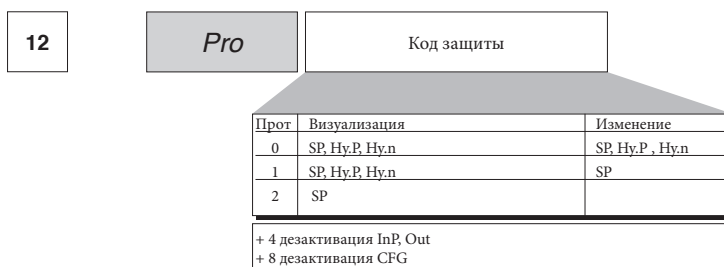 12 Pro Код защиты
Прот Визуализация Изменение
0 SP, Hy.P, Hy.n SP, Hy.P , Hy.n
1 SP, Hy.P, Hy.n SP
2 SP
+ 4 дезактивация InP, Out
+ 8 дезактивация CFG